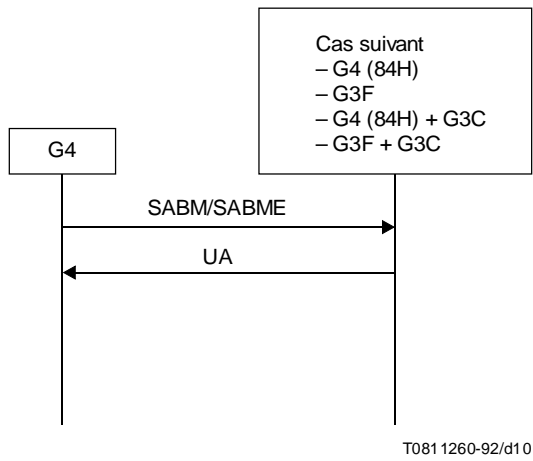 Cas suivant
– G4 (84H)
– G3F
– G4 (84H) + G3C
– G3F + G3C
G4
SABM/SABME
UA
T0811260-92/d10